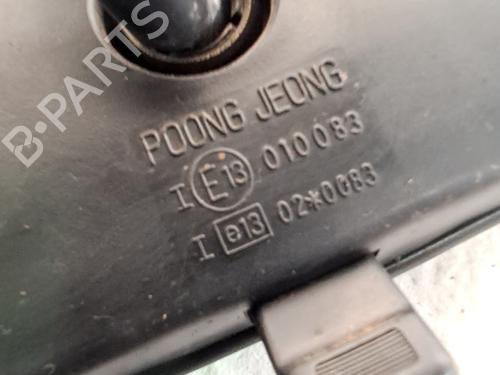 B-PARTS
POONG JEONG
I E13 010083
I e13 02*0083